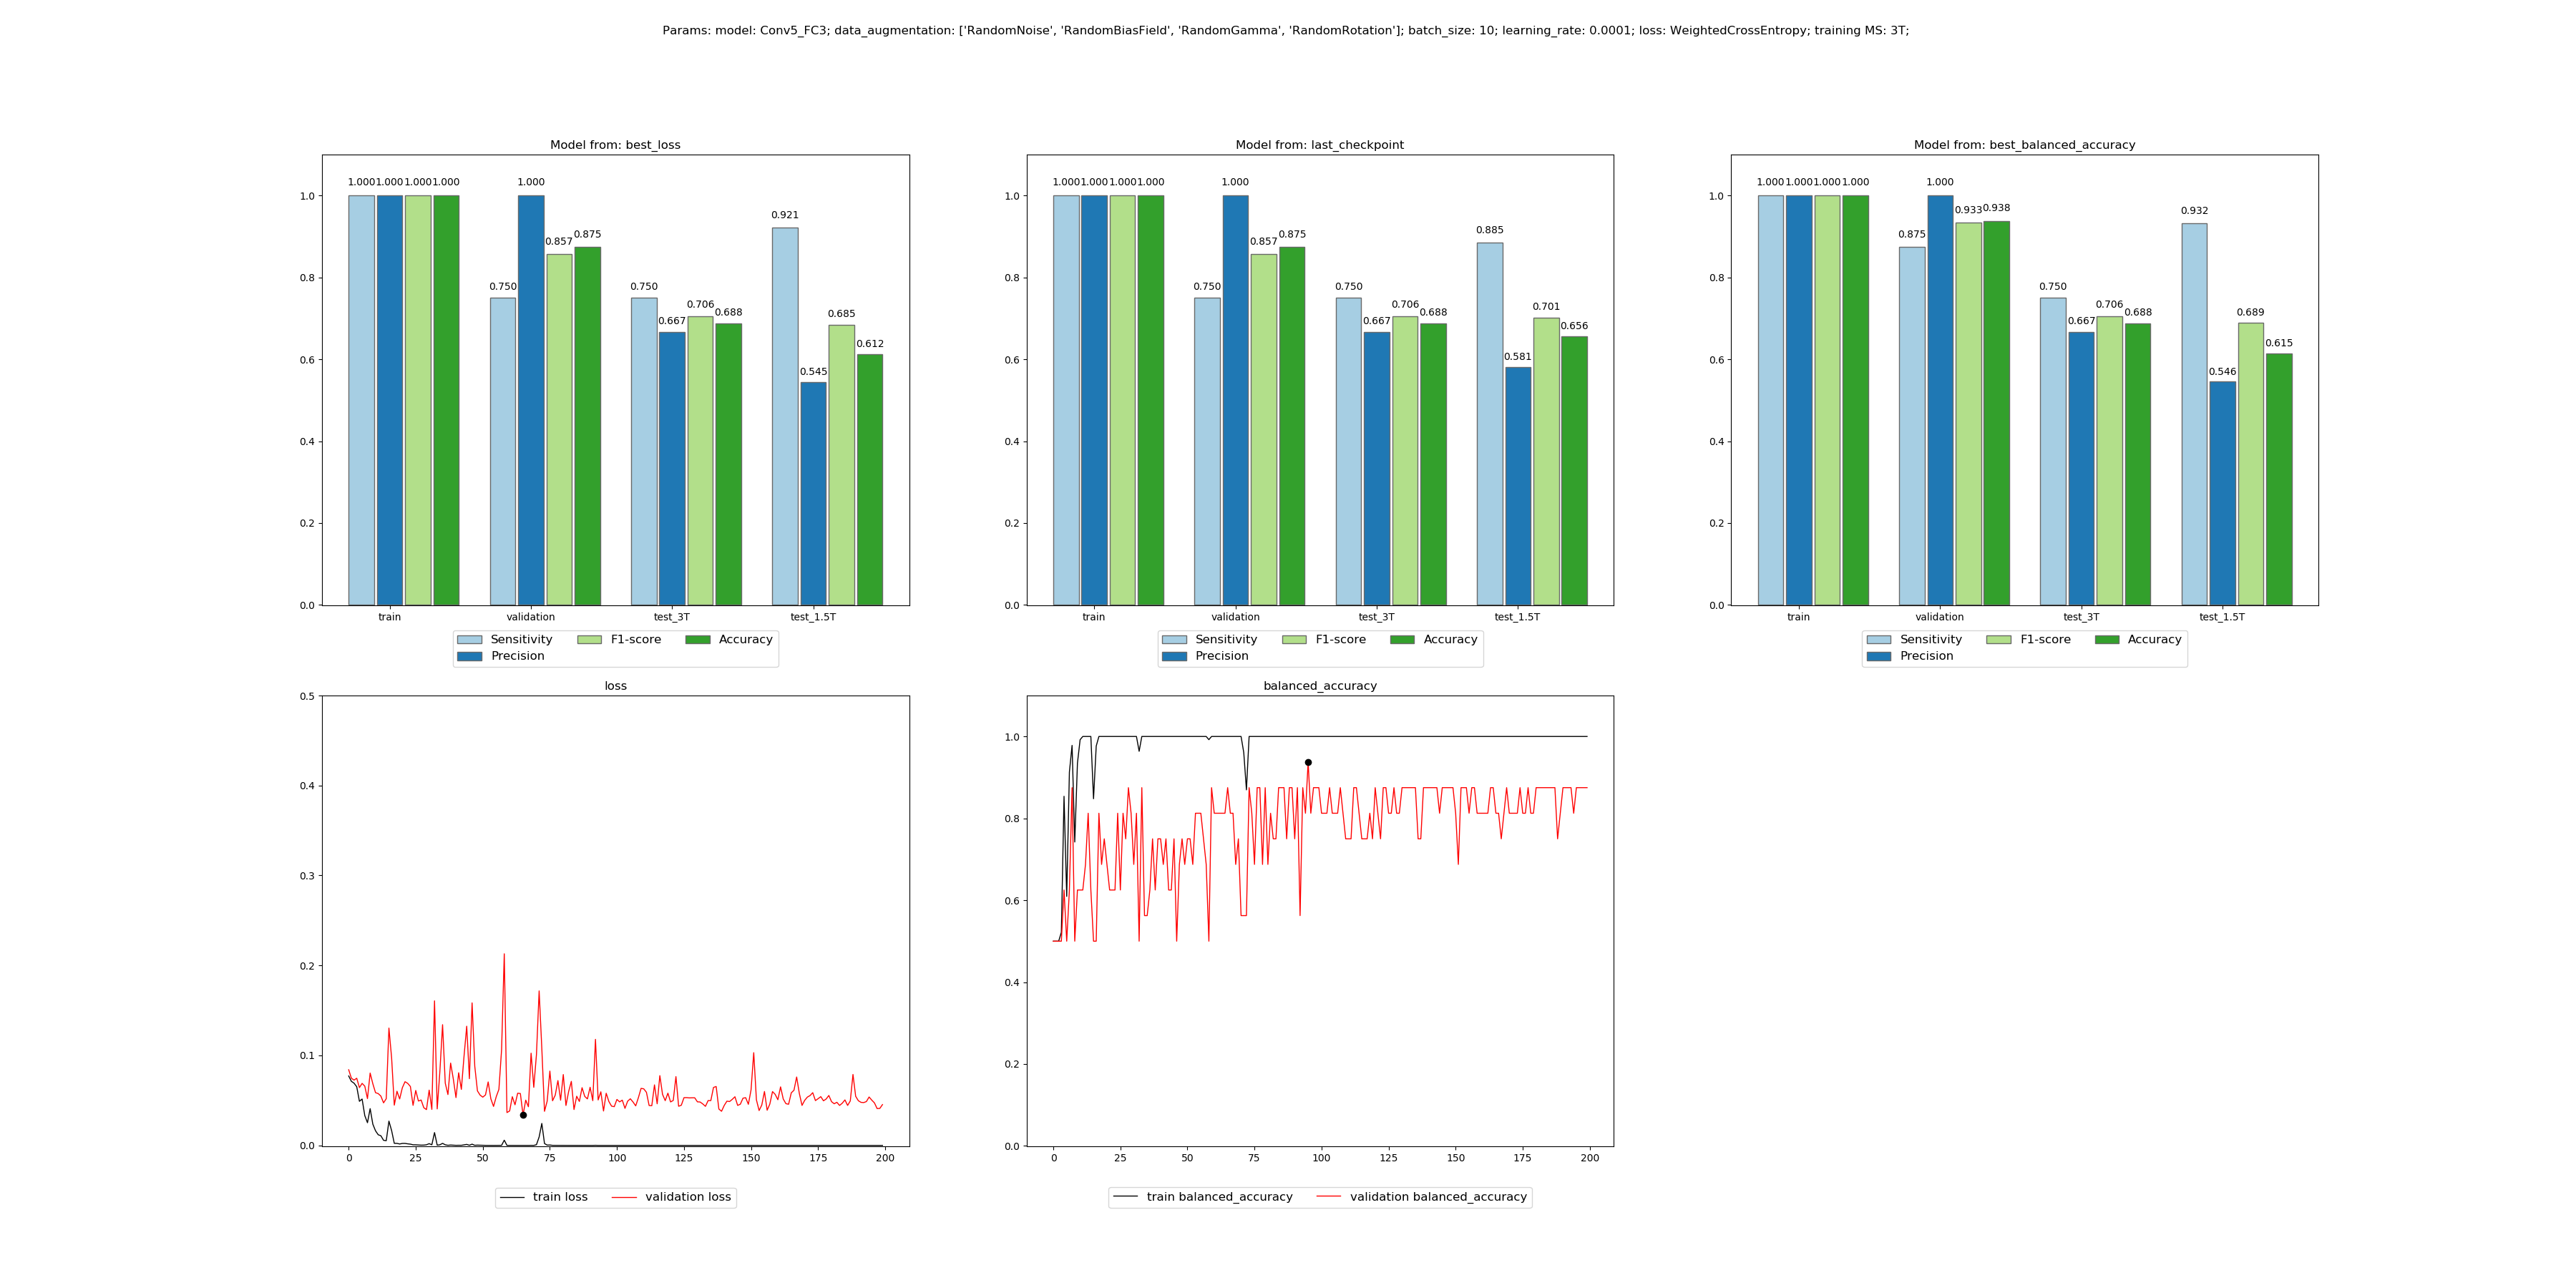 Params: model: Conv5_FC3; data_augmentation: ['RandomNoise', 'RandomBiasField', 'RandomGamma', 'RandomRotation']; batch_size: 10; learning_rate: 0.0001; loss: WeightedCrossEntropy; training MS: 3T;
Model from: best_loss
1.000 1.000 1.000 1.000 0.750 1.000 0.857 0.875 0.750 0.667 0.706 0.688 0.921 0.545 0.685 0.612
1.0
0.8
0.6
0.4
0.2
0.0
train validation test_3T test_1.5T
Sensitivity F1-score Accuracy
Precision
Model from: last_checkpoint
1.000 1.000 1.000 1.000 0.750 1.000 0.857 0.875 0.750 0.667 0.706 0.688 0.885 0.581 0.701 0.656
1.0
0.8
0.6
0.4
0.2
0.0
train validation test_3T test_1.5T
Sensitivity F1-score Accuracy
Precision
Model from: best_balanced_accuracy
1.000 1.000 1.000 1.000 0.875 1.000 0.933 0.938 0.750 0.667 0.706 0.688 0.932 0.546 0.689 0.615
1.0
0.8
0.6
0.4
0.2
0.0
train validation test_3T test_1.5T
Sensitivity F1-score Accuracy
Precision
loss
0.5
0.4
0.3
0.2
0.1
0.0
0 25 50 75 100 125 150 175 200
train loss validation loss
balanced_accuracy
1.0
0.8
0.6
0.4
0.2
0.0
0 25 50 75 100 125 150 175 200
train balanced_accuracy validation balanced_accuracy